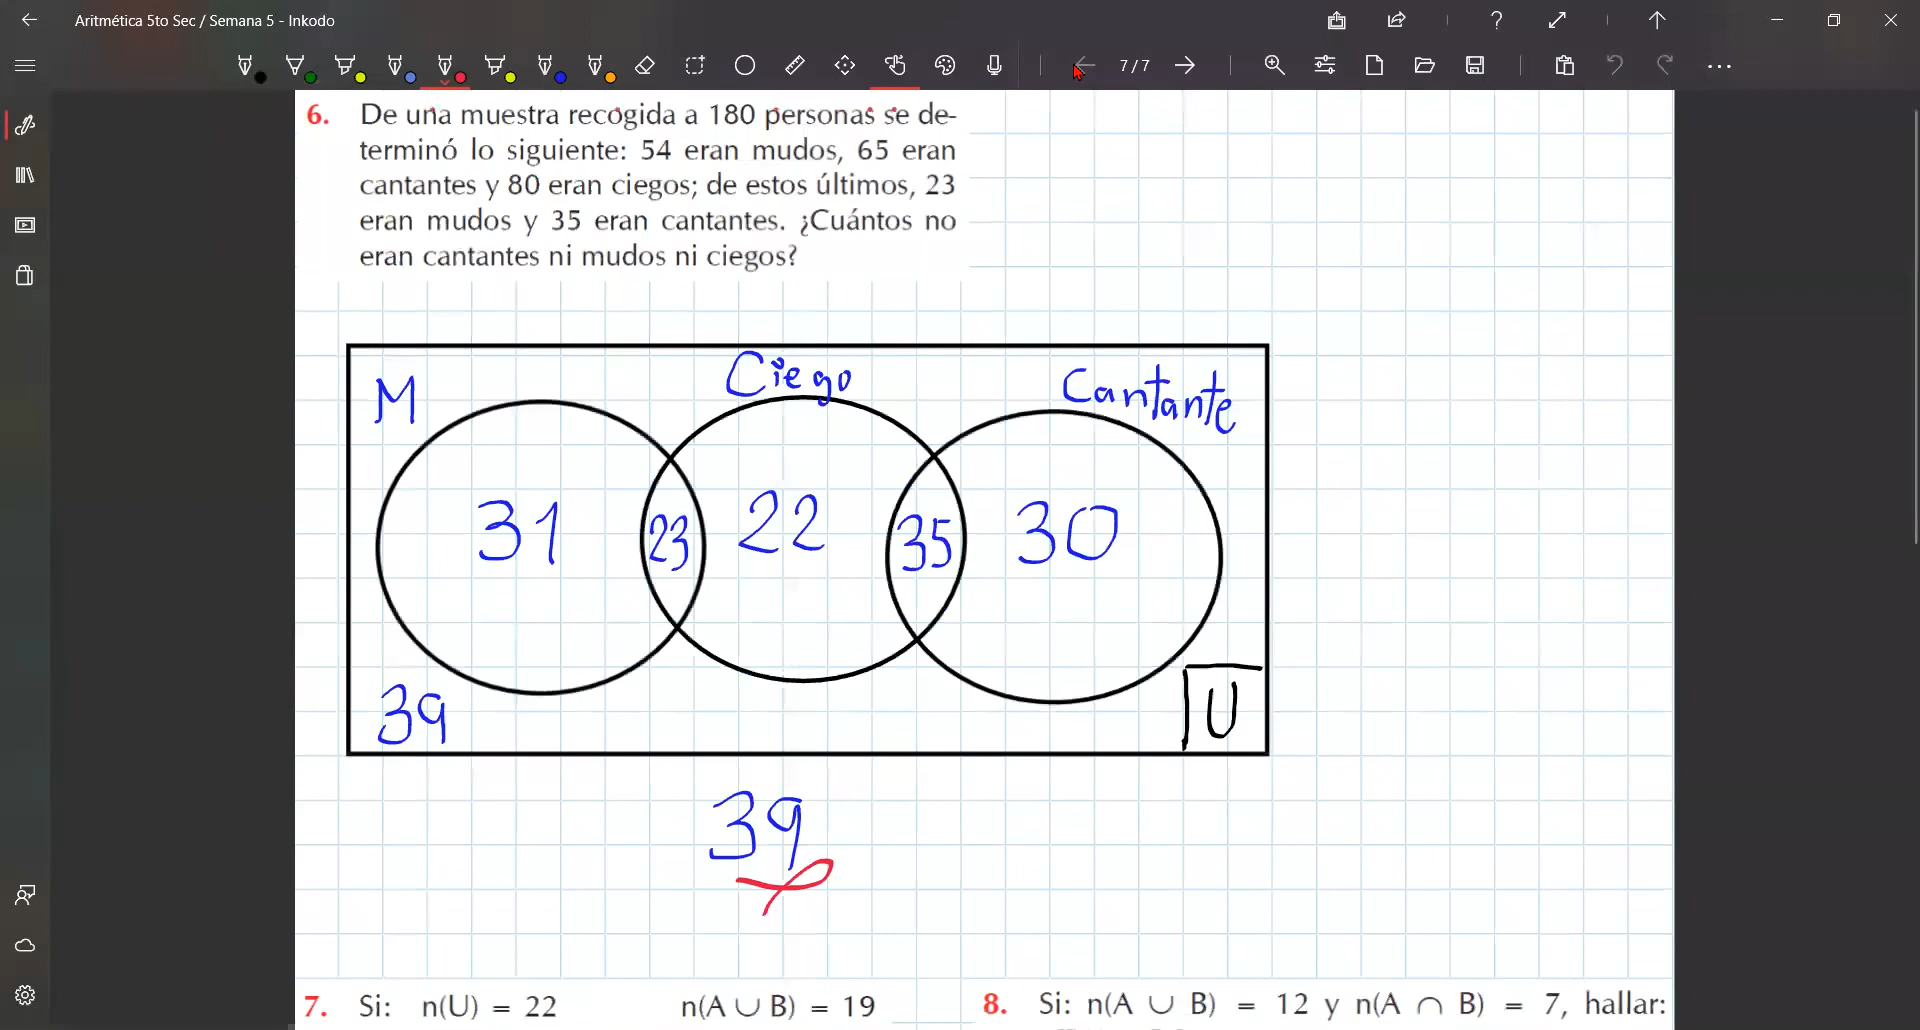 Aritmética 5to Sec / Semana 5 - Inkodo
7 / 7
6. De una muestra recogida a 180 personas se de-
terminó lo siguiente: 54 eran mudos, 65 eran
cantantes y 80 eran ciegos; de estos últimos, 23
eran mudos y 35 eran cantantes. ¿Cuántos no
eran cantantes ni mudos ni ciegos?
M Ciego Cantante
31 23 22 35 30
39 U
39
7. Si: n(U) = 22 n(A ∪ B) = 19
8. Si: n(A ∪ B) = 12 y n(A ∩ B) = 7, hallar: